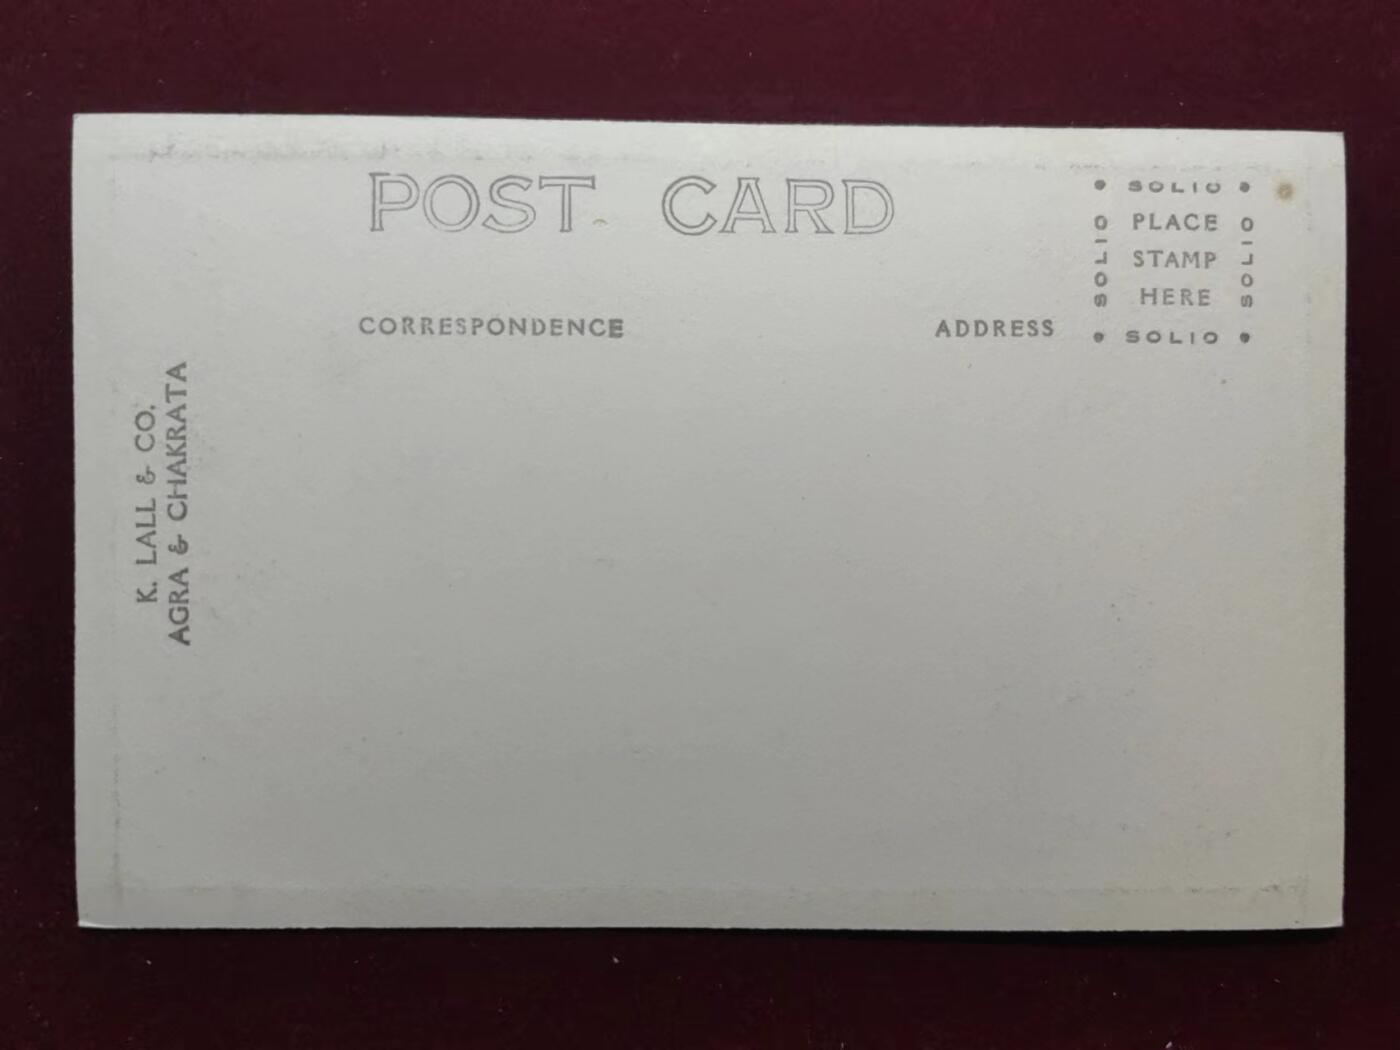 POST CARD
CORRESPONDENCE
ADDRESS
SOLIO
PLACE
STAMP
HERE
SOLIO
SOLIO
SOLIO
K. LALL & CO.
AGRA & CHAKRATA